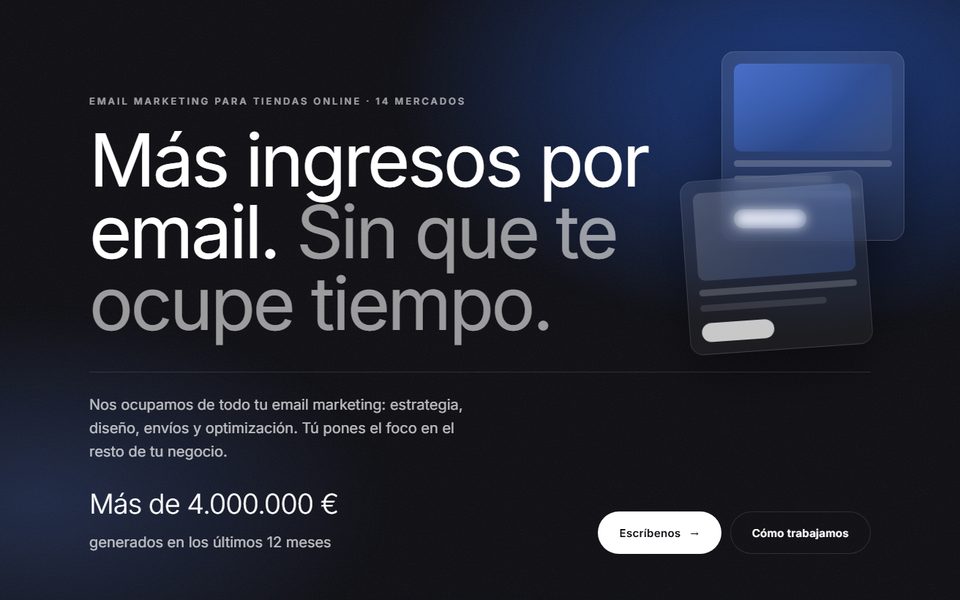 EMAIL MARKETING PARA TIENDAS ONLINE · 14 MERCADOS
Más ingresos por
email. Sin que te
ocupe tiempo.
Nos ocupamos de todo tu email marketing: estrategia,
diseño, envíos y optimización. Tú pones el foco en el
resto de tu negocio.
Más de 4.000.000 €
generados en los últimos 12 meses
Escríbenos →
Cómo trabajamos